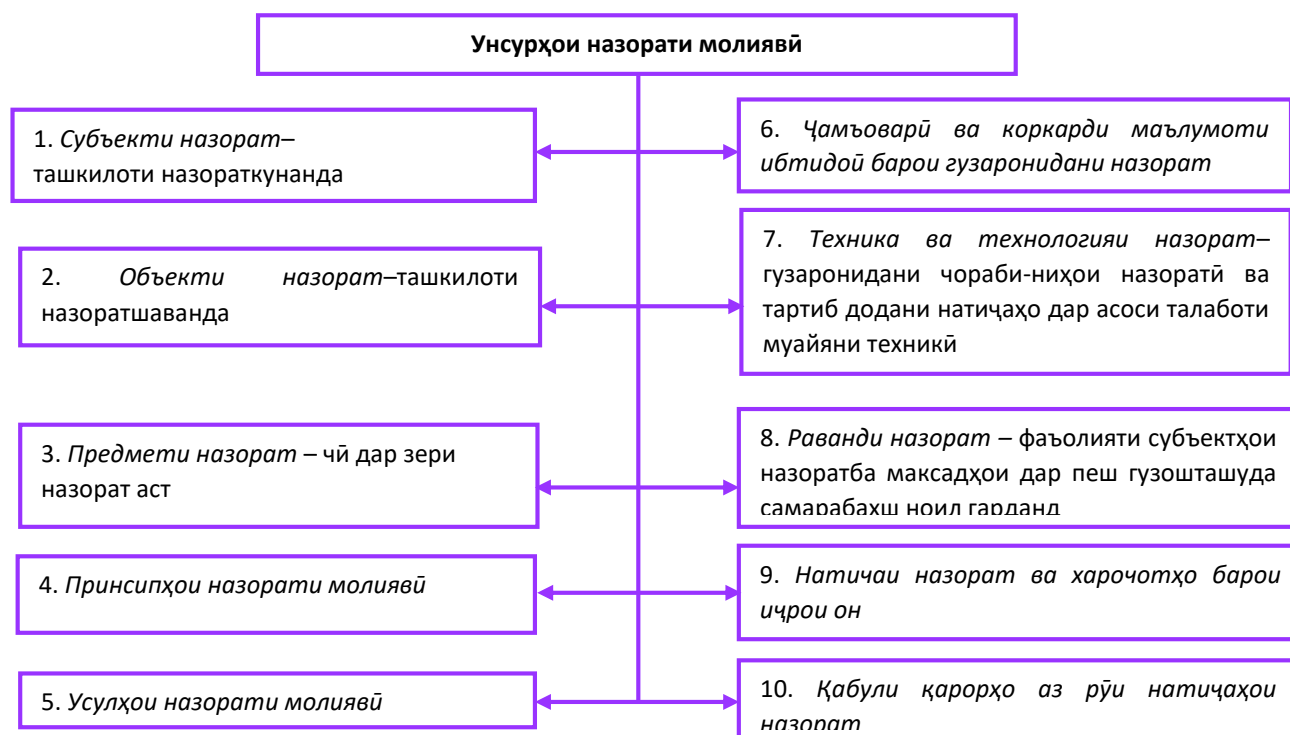 Унсурҳои назорати молиявӣ
1. Субъекти назорат–
ташкилоти назораткунанда
2. Объекти назорат–ташкилоти
назоратшаванда
3. Предмети назорат – чӣ дар зери
назорат аст
4. Принсипҳои назорати молиявӣ
5. Усулҳои назорати молиявӣ
6. Ҷамъоварӣ ва коркарди маълумоти
ибтидоӣ барои гузаронидани назорат
7. Техника ва технологияи назорат–
гузаронидани чораби-ниҳои назоратӣ ва
тартиб додани натиҷаҳо дар асоси талаботи
муайяни техникӣ
8. Раванди назорат – фаъолияти субъектҳои
назоратба максадҳои дар пеш гузошташуда
самарабахш ноил гарданд
9. Натичаи назорат ва харочотҳо барои
иҷрои он
10. Қабули қарорҳо аз рӯи натиҷаҳои
назорат